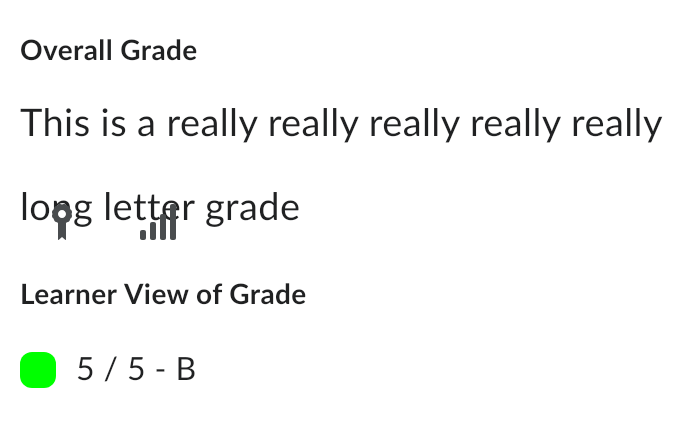 Overall Grade
This is a really really really really really
long letter grade
Learner View of Grade
5 / 5 - B